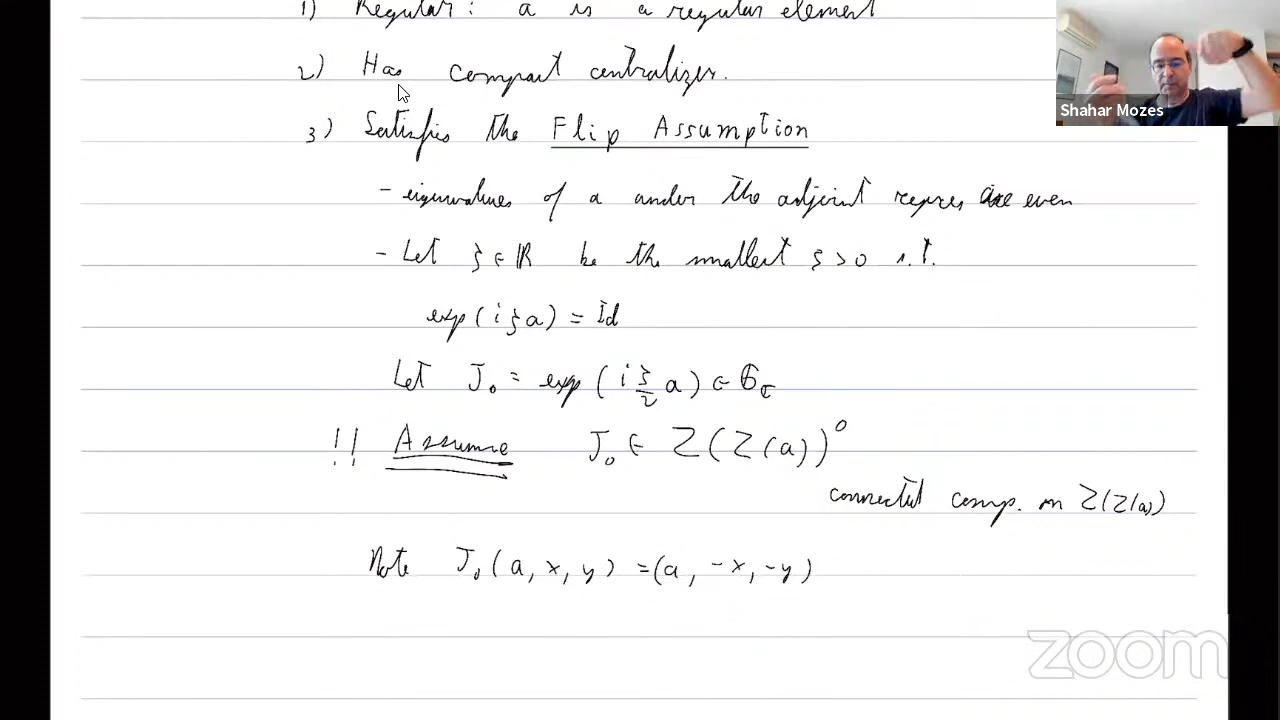 1) Regular: a is a regular element
2) Has compact centralizer.
3) Satisfies the Flip Assumption
- eigenvalues of a under the adjoint repres are even
- Let ξ ∈ ℝ be the smallest ξ > 0 s.t.
exp(iξa) = Id
Let J₀ = exp(i ξ/2 a) ∈ G_ℂ
!! Assume J₀ ∈ Z(Z(a))⁰
connected comp. on Z(Z(a))
Note J₀(a, x, y) = (a, -x, -y)
Shahar Mozes
zoom